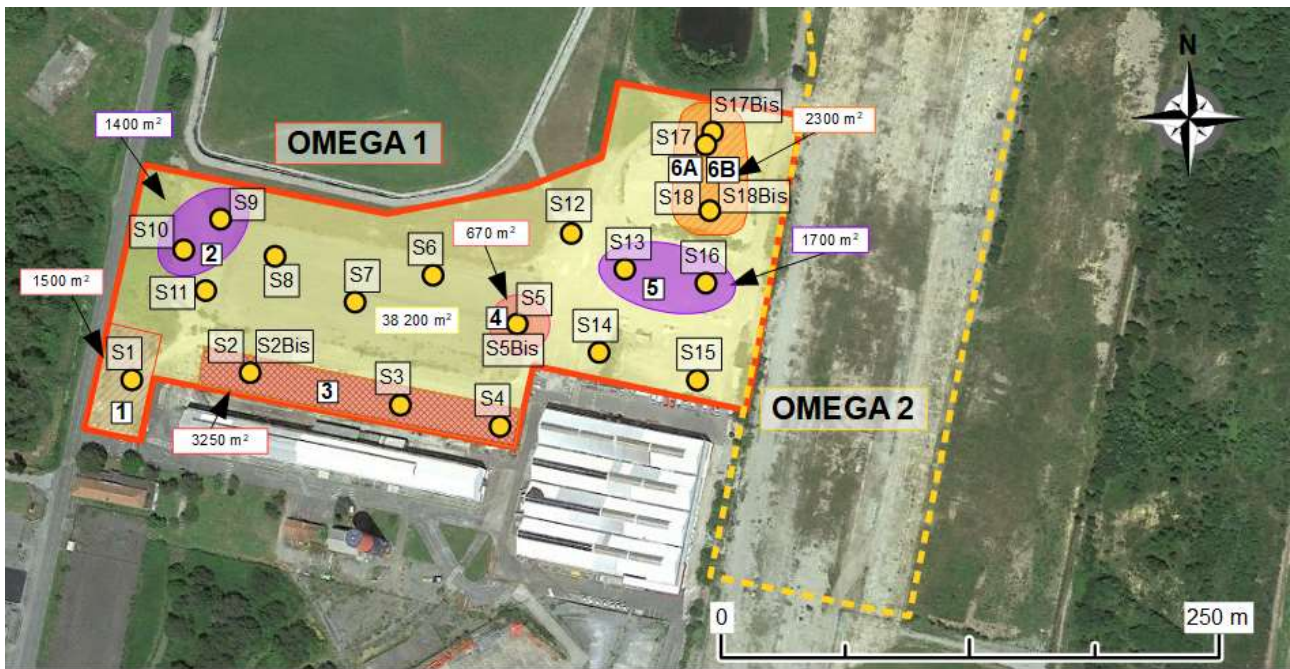 N
S17Bis
1400 m²
2300 m²
OMEGA 1
S17
6A
6B
S9
S18
S18Bis
S12
S10
670 m²
2
S13
1700 m²
S6
S16
1500 m²
S8
S11
S7
5
38 200 m²
4
S5
S5Bis
S14
S1
S2
S2Bis
S15
3
S3
1
S4
OMEGA 2
3250 m²
0
250 m